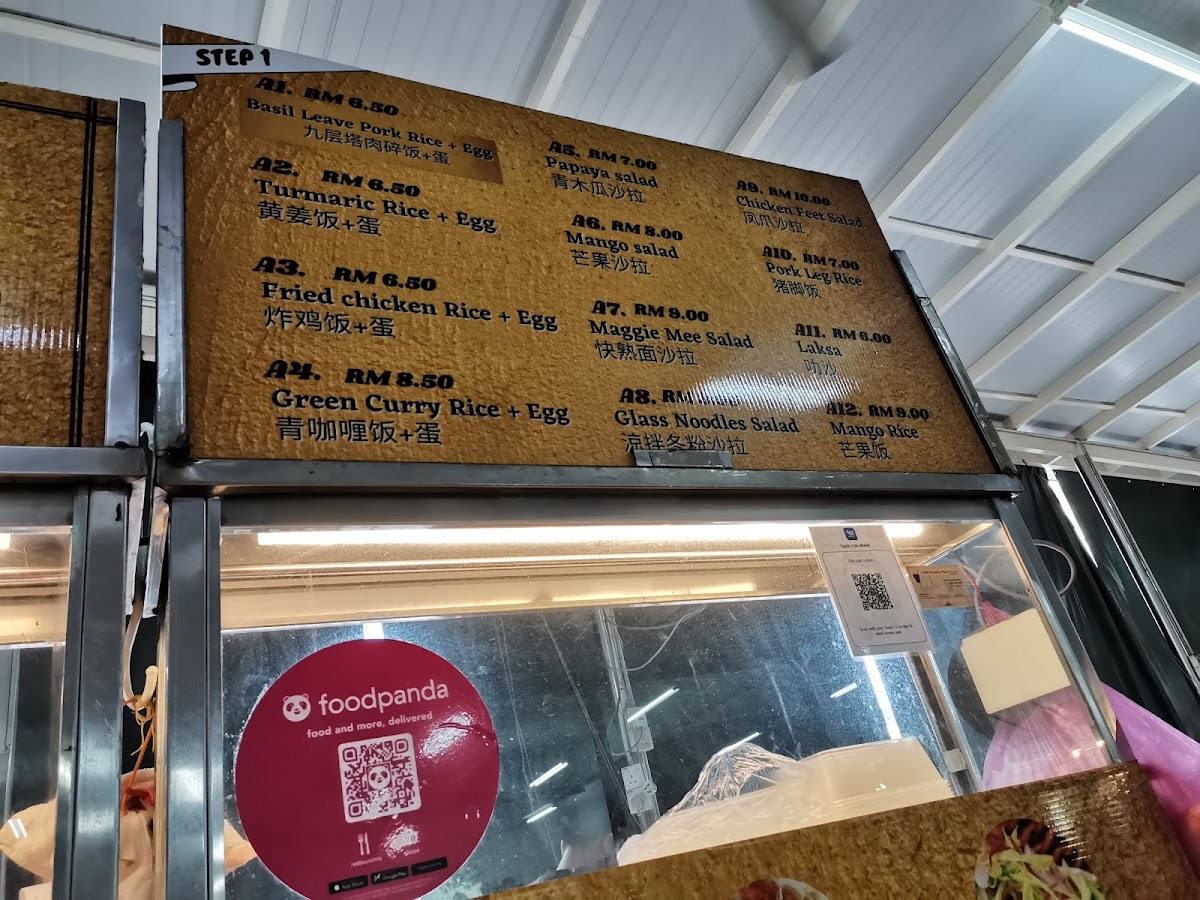 STEP 1
A1. RM 6.50
Basil Leave Pork Rice + Egg
九层塔肉碎饭+蛋
A2. RM 6.50
Turmaric Rice + Egg
黄姜饭+蛋
A3. RM 6.50
Fried chicken Rice + Egg
炸鸡饭+蛋
A4. RM 8.50
Green Curry Rice + Egg
青咖喱饭+蛋
A5. RM 7.00
Papaya salad
青木瓜沙拉
A6. RM 8.00
Mango salad
芒果沙拉
A7. RM 9.00
Maggie Mee Salad
快熟面沙拉
A8. RM
Glass Noodles Salad
凉拌冬粉沙拉
A9. RM 10.00
Chicken Feet Salad
凤爪沙拉
A10. RM 7.00
Pork Leg Rice
猪脚饭
A11. RM 6.00
Laksa
叻沙
A12. RM 9.00
Mango Rice
芒果饭
foodpanda
food and more, delivered
restaurants shops
App Store Google Play